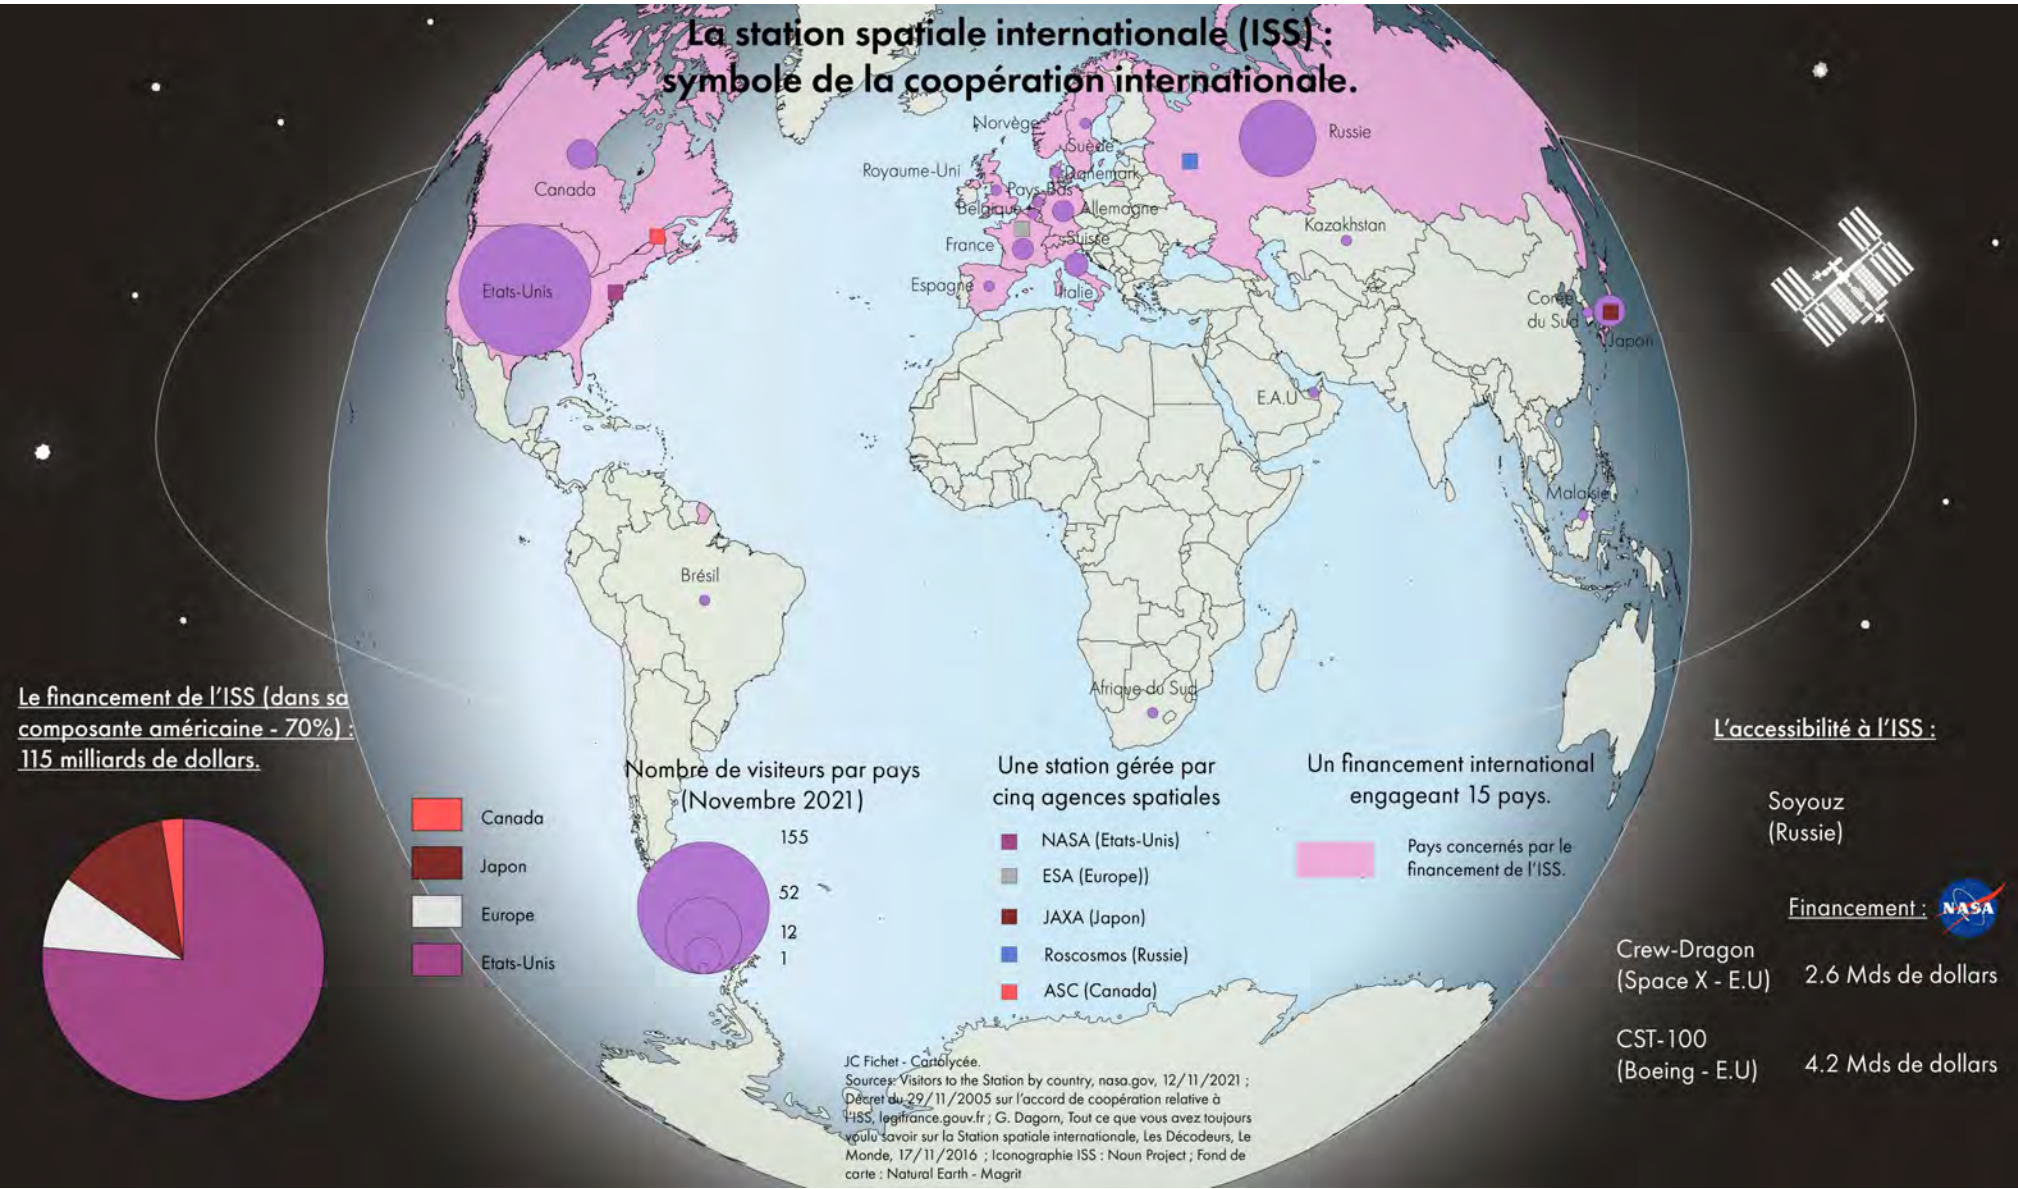 La station spatiale internationale (ISS) :
symbole de la coopération internationale.
Norvège
Suède
Russie
Royaume-Uni
Danemark
Canada
Pays-Bas
Belgique
Allemagne
Kazakhstan
France
Suisse
Etats-Unis
Espagne
Italie
Corée
du Sud
Japon
E.A.U
Malaisie
Brésil
Afrique du Sud
Le financement de l'ISS (dans sa
composante américaine - 70%) :
115 milliards de dollars.
Canada
Japon
Europe
Etats-Unis
Nombre de visiteurs par pays
(Novembre 2021)
155
52
12
1
Une station gérée par
cinq agences spatiales
NASA (Etats-Unis)
ESA (Europe))
JAXA (Japon)
Roscosmos (Russie)
ASC (Canada)
Un financement international
engageant 15 pays.
Pays concernés par le
financement de l'ISS.
L'accessibilité à l'ISS :
Soyouz
(Russie)
Financement :
NASA
Crew-Dragon
(Space X - E.U)
2.6 Mds de dollars
CST-100
(Boeing - E.U)
4.2 Mds de dollars
JC Fichet - Cartolycée.
Sources: Visitors to the Station by country, nasa.gov, 12/11/2021 ;
Décret du 29/11/2005 sur l'accord de coopération relative à
l'ISS, legifrance.gouv.fr ; G. Dagorn, Tout ce que vous avez toujours
voulu savoir sur la Station spatiale internationale, Les Décodeurs, Le
Monde, 17/11/2016 ; Iconographie ISS : Noun Project ; Fond de
carte : Natural Earth - Magrit